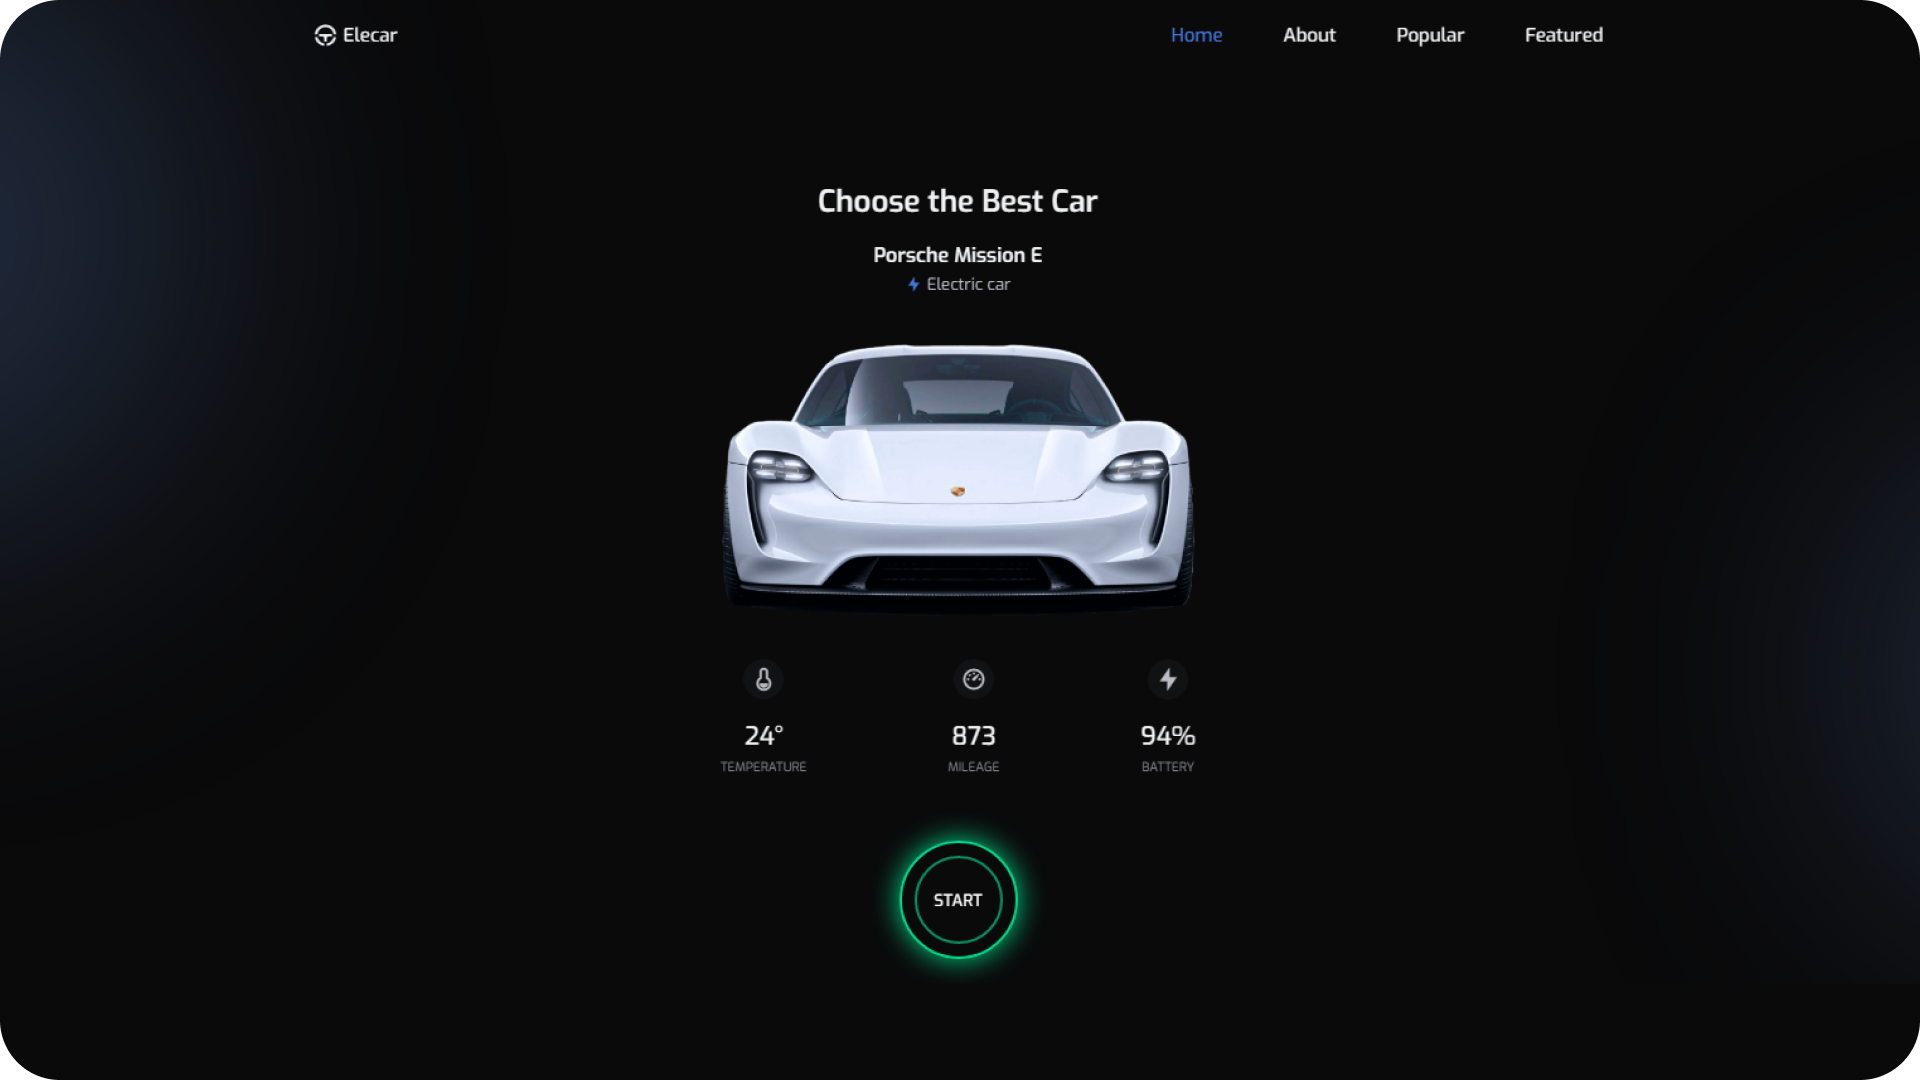 Elecar
Home About Popular Featured
Choose the Best Car
Porsche Mission E
Electric car
24° 873 94%
TEMPERATURE MILEAGE BATTERY
START